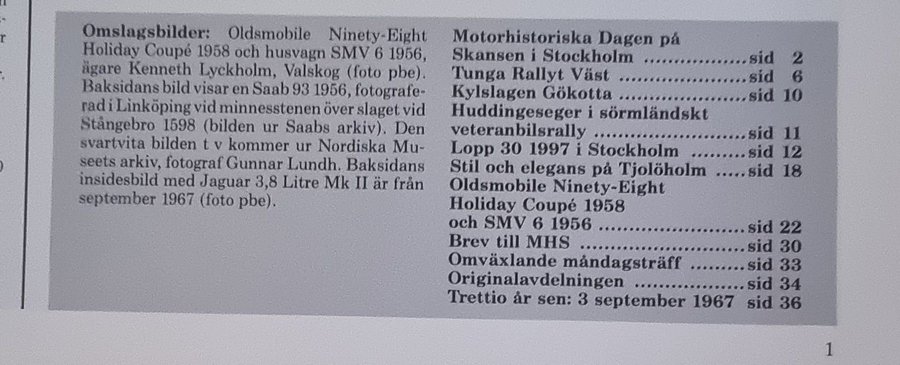 Omslagsbilder: Oldsmobile Ninety-Eight
Holiday Coupé 1958 och husvagn SMV 6 1956,
ägare Kenneth Lyckholm, Valskog (foto pbe).
Baksidans bild visar en Saab 93 1956, fotografe-
rad i Linköping vid minnesstenen över slaget vid
Stångebro 1598 (bilden ur Saabs arkiv). Den
svartvita bilden t v kommer ur Nordiska Mu-
seets arkiv, fotograf Gunnar Lundh. Baksidans
insidesbild med Jaguar 3,8 Litre Mk II är från
september 1967 (foto pbe).
Motorhistoriska Dagen på
Skansen i Stockholm ..................sid 2
Tunga Rallyt Väst ......................sid 6
Kylslagen Gökotta ......................sid 10
Huddingeseger i sörmländskt
veteranbilsrally ..........................sid 11
Lopp 30 1997 i Stockholm .........sid 12
Stil och elegans på Tjolöholm .....sid 18
Oldsmobile Ninety-Eight
Holiday Coupé 1958
och SMV 6 1956 .........................sid 22
Brev till MHS ............................sid 30
Omväxlande måndagsträff .........sid 33
Originalavdelningen ...................sid 34
Trettio år sen: 3 september 1967 sid 36
1